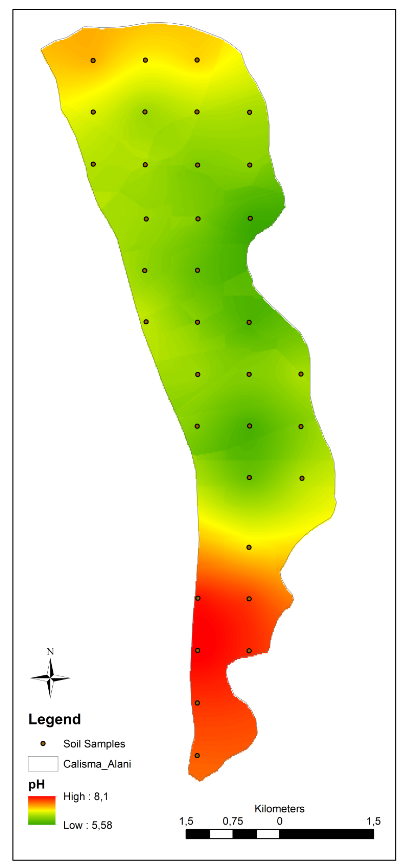 N
Legend
Soil Samples
Calisma_Alani
pH
High : 8,1
Low : 5,58
Kilometers
1,5 0,75 0 1,5